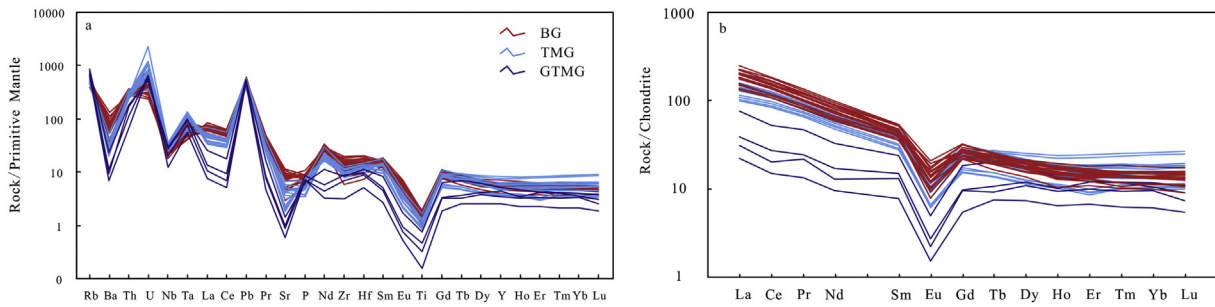 a
BG
TMG
GTMG
Rock/Primitive Mantle
10000
1000
100
10
1
0
Rb Ba Th U Nb Ta La Ce Pb Pr Sr P Nd Zr Hf Sm Eu Ti Gd Tb Dy Y Ho Er Tm Yb Lu
b
Rock/Chondrite
1000
100
10
1
La Ce Pr Nd Sm Eu Gd Tb Dy Ho Er Tm Yb Lu